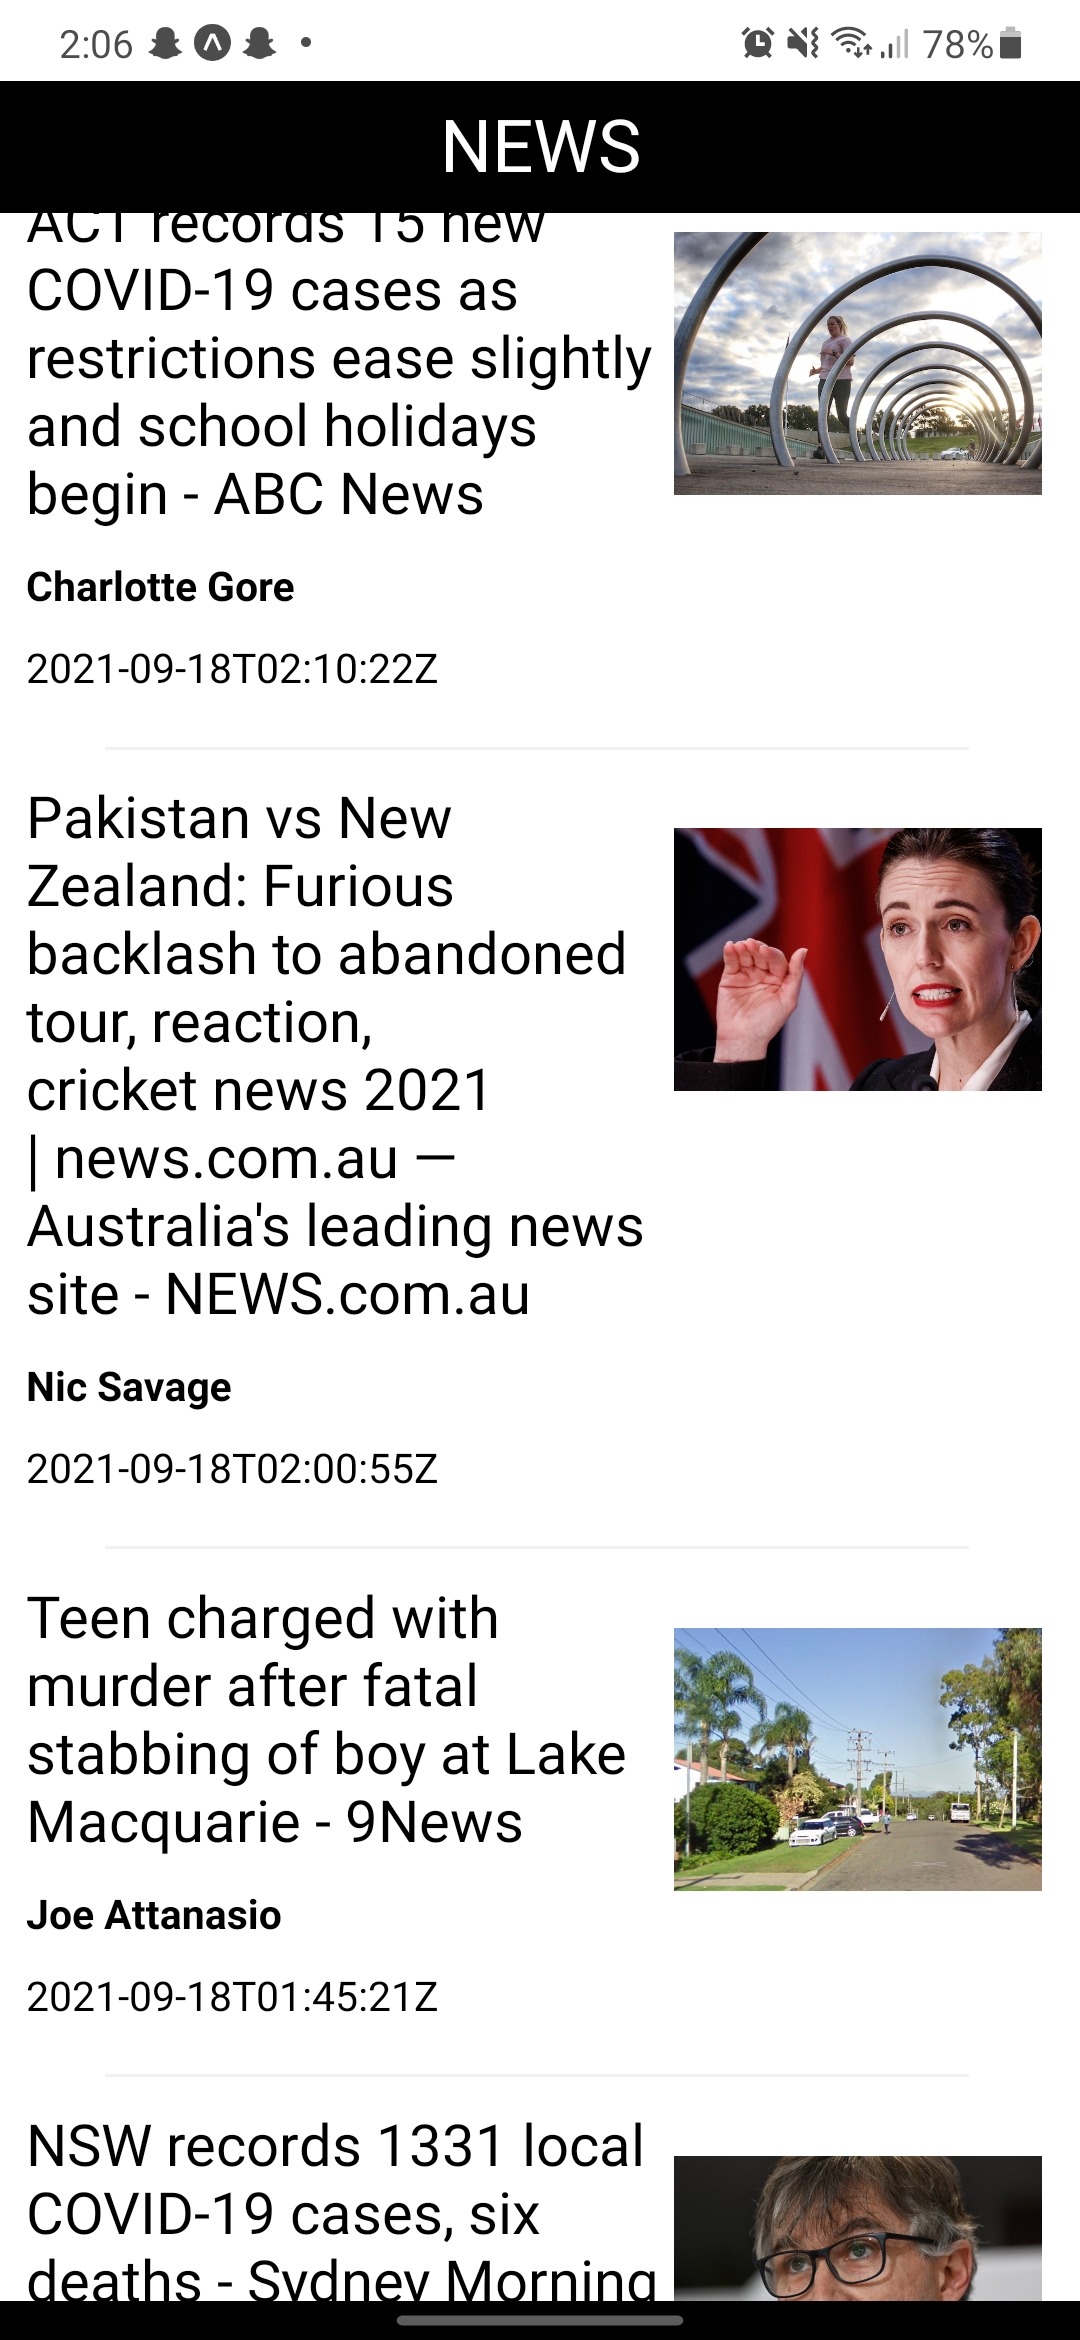 2:06
78%
NEWS
ACT records 15 new
COVID-19 cases as
restrictions ease slightly
and school holidays
begin - ABC News
Charlotte Gore
2021-09-18T02:10:22Z
Pakistan vs New
Zealand: Furious
backlash to abandoned
tour, reaction,
cricket news 2021
| news.com.au —
Australia's leading news
site - NEWS.com.au
Nic Savage
2021-09-18T02:00:55Z
Teen charged with
murder after fatal
stabbing of boy at Lake
Macquarie - 9News
Joe Attanasio
2021-09-18T01:45:21Z
NSW records 1331 local
COVID-19 cases, six
deaths - Sydney Morning